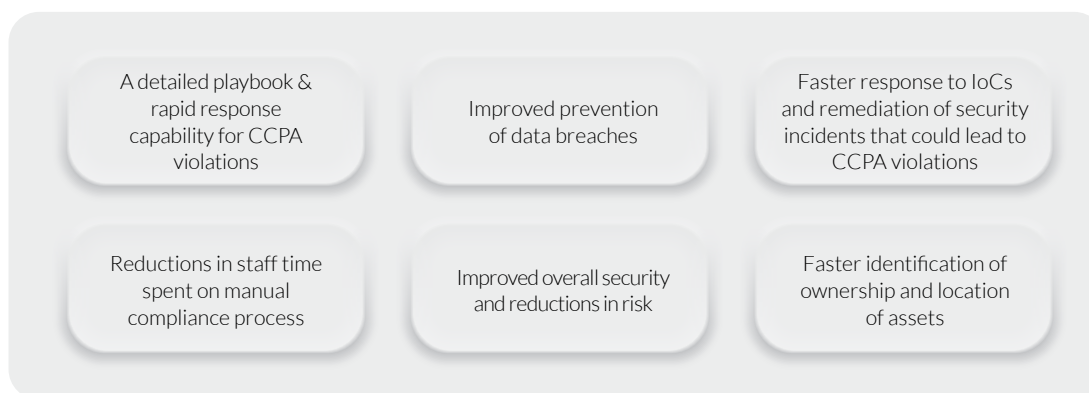 A detailed playbook &
rapid response
capability for CCPA
violations
Improved prevention
of data breaches
Faster response to IoCs
and remediation of security
incidents that could lead to
CCPA violations
Reductions in staff time
spent on manual
compliance process
Improved overall security
and reductions in risk
Faster identification of
ownership and location
of assets